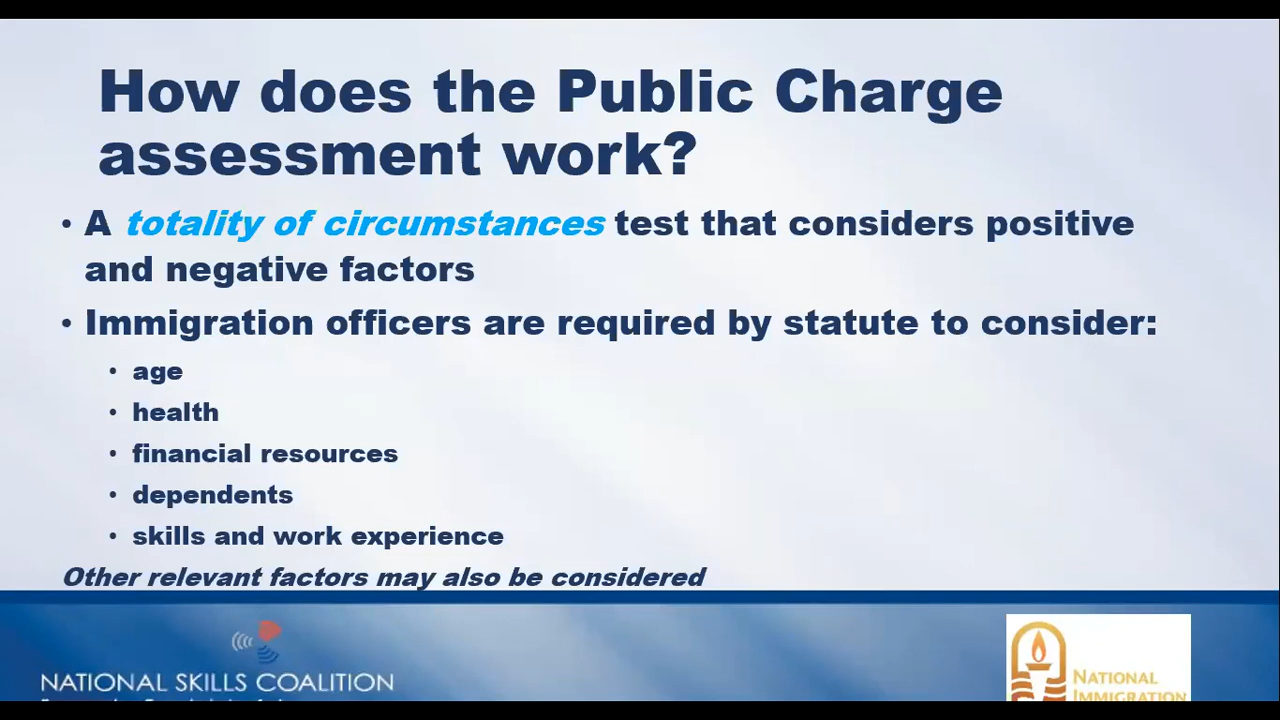 How does the Public Charge
assessment work?
• A totality of circumstances test that considers positive
and negative factors
• Immigration officers are required by statute to consider:
• age
• health
• financial resources
• dependents
• skills and work experience
Other relevant factors may also be considered
NATIONAL SKILLS COALITION
NATIONAL
IMMIGRATION